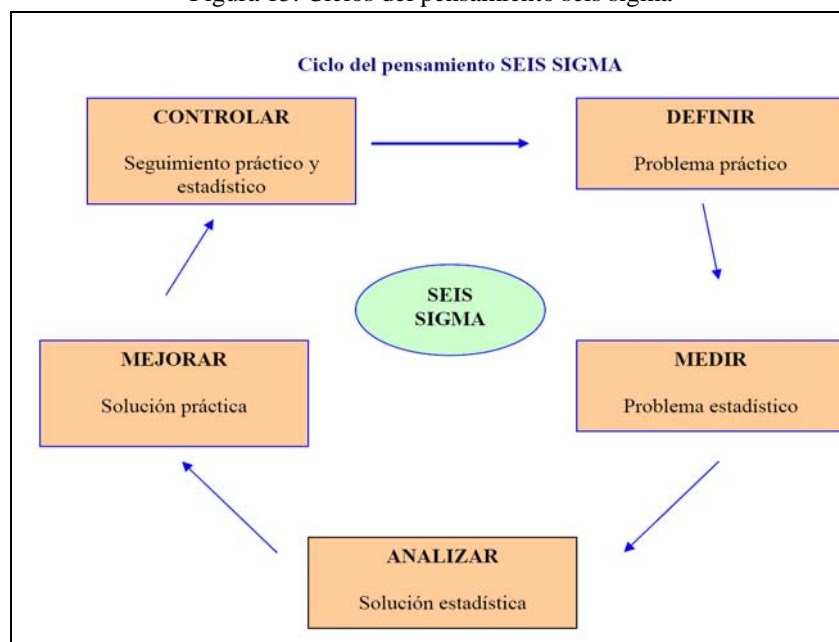 Figura Ciclos del pensamiento seis sigma
Ciclo del pensamiento SEIS SIGMA
CONTROLAR
Seguimiento práctico y
estadístico
DEFINIR
Problema práctico
SEIS
SIGMA
MEJORAR
Solución práctica
MEDIR
Problema estadístico
ANALIZAR
Solución estadística